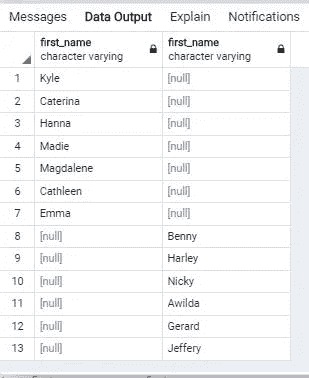 Messages Data Output Explain Notifications
first_name first_name
character varying character varying
1 Kyle [null]
2 Caterina [null]
3 Hanna [null]
4 Madie [null]
5 Magdalene [null]
6 Cathleen [null]
7 Emma [null]
8 [null] Benny
9 [null] Harley
10 [null] Nicky
11 [null] Awilda
12 [null] Gerard
13 [null] Jeffery